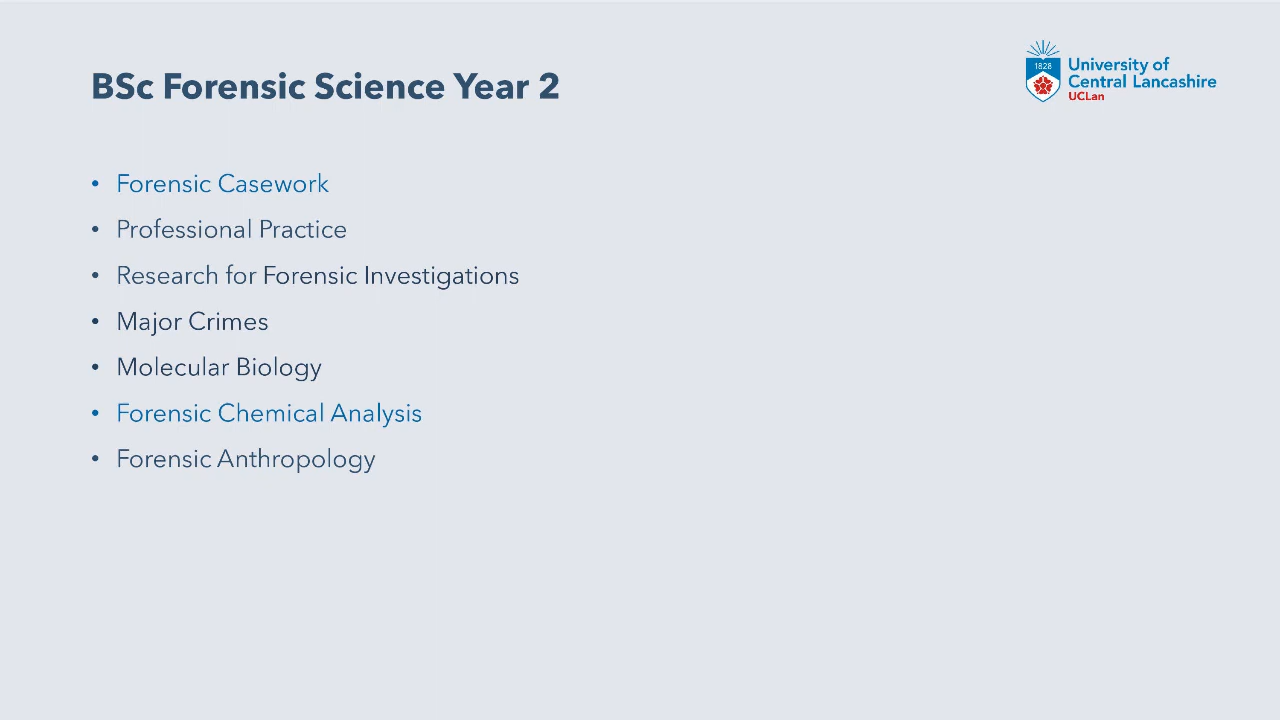 BSc Forensic Science Year 2
1828
University of
Central Lancashire
UCLan
• Forensic Casework
• Professional Practice
• Research for Forensic Investigations
• Major Crimes
• Molecular Biology
• Forensic Chemical Analysis
• Forensic Anthropology